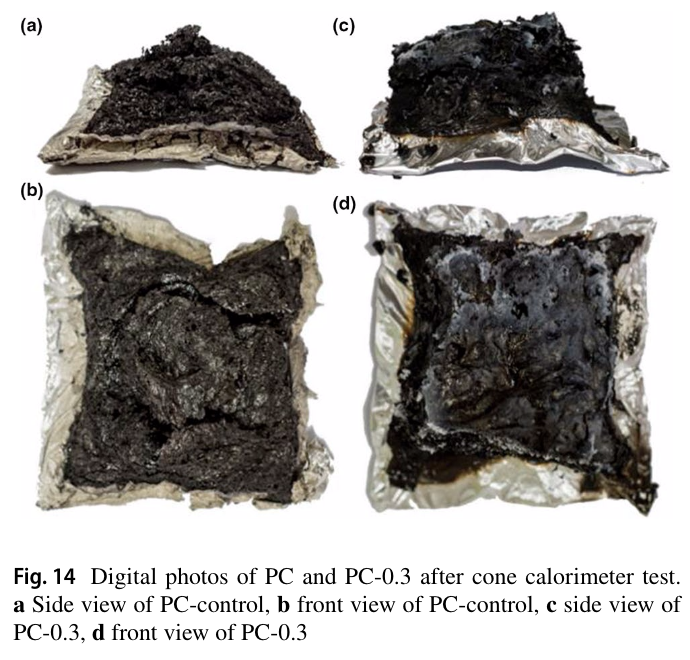 (a)
(c)
(b)
(d)
Fig. 14 Digital photos of PC and PC-0.3 after cone calorimeter test.
a Side view of PC-control, b front view of PC-control, c side view of
PC-0.3, d front view of PC-0.3